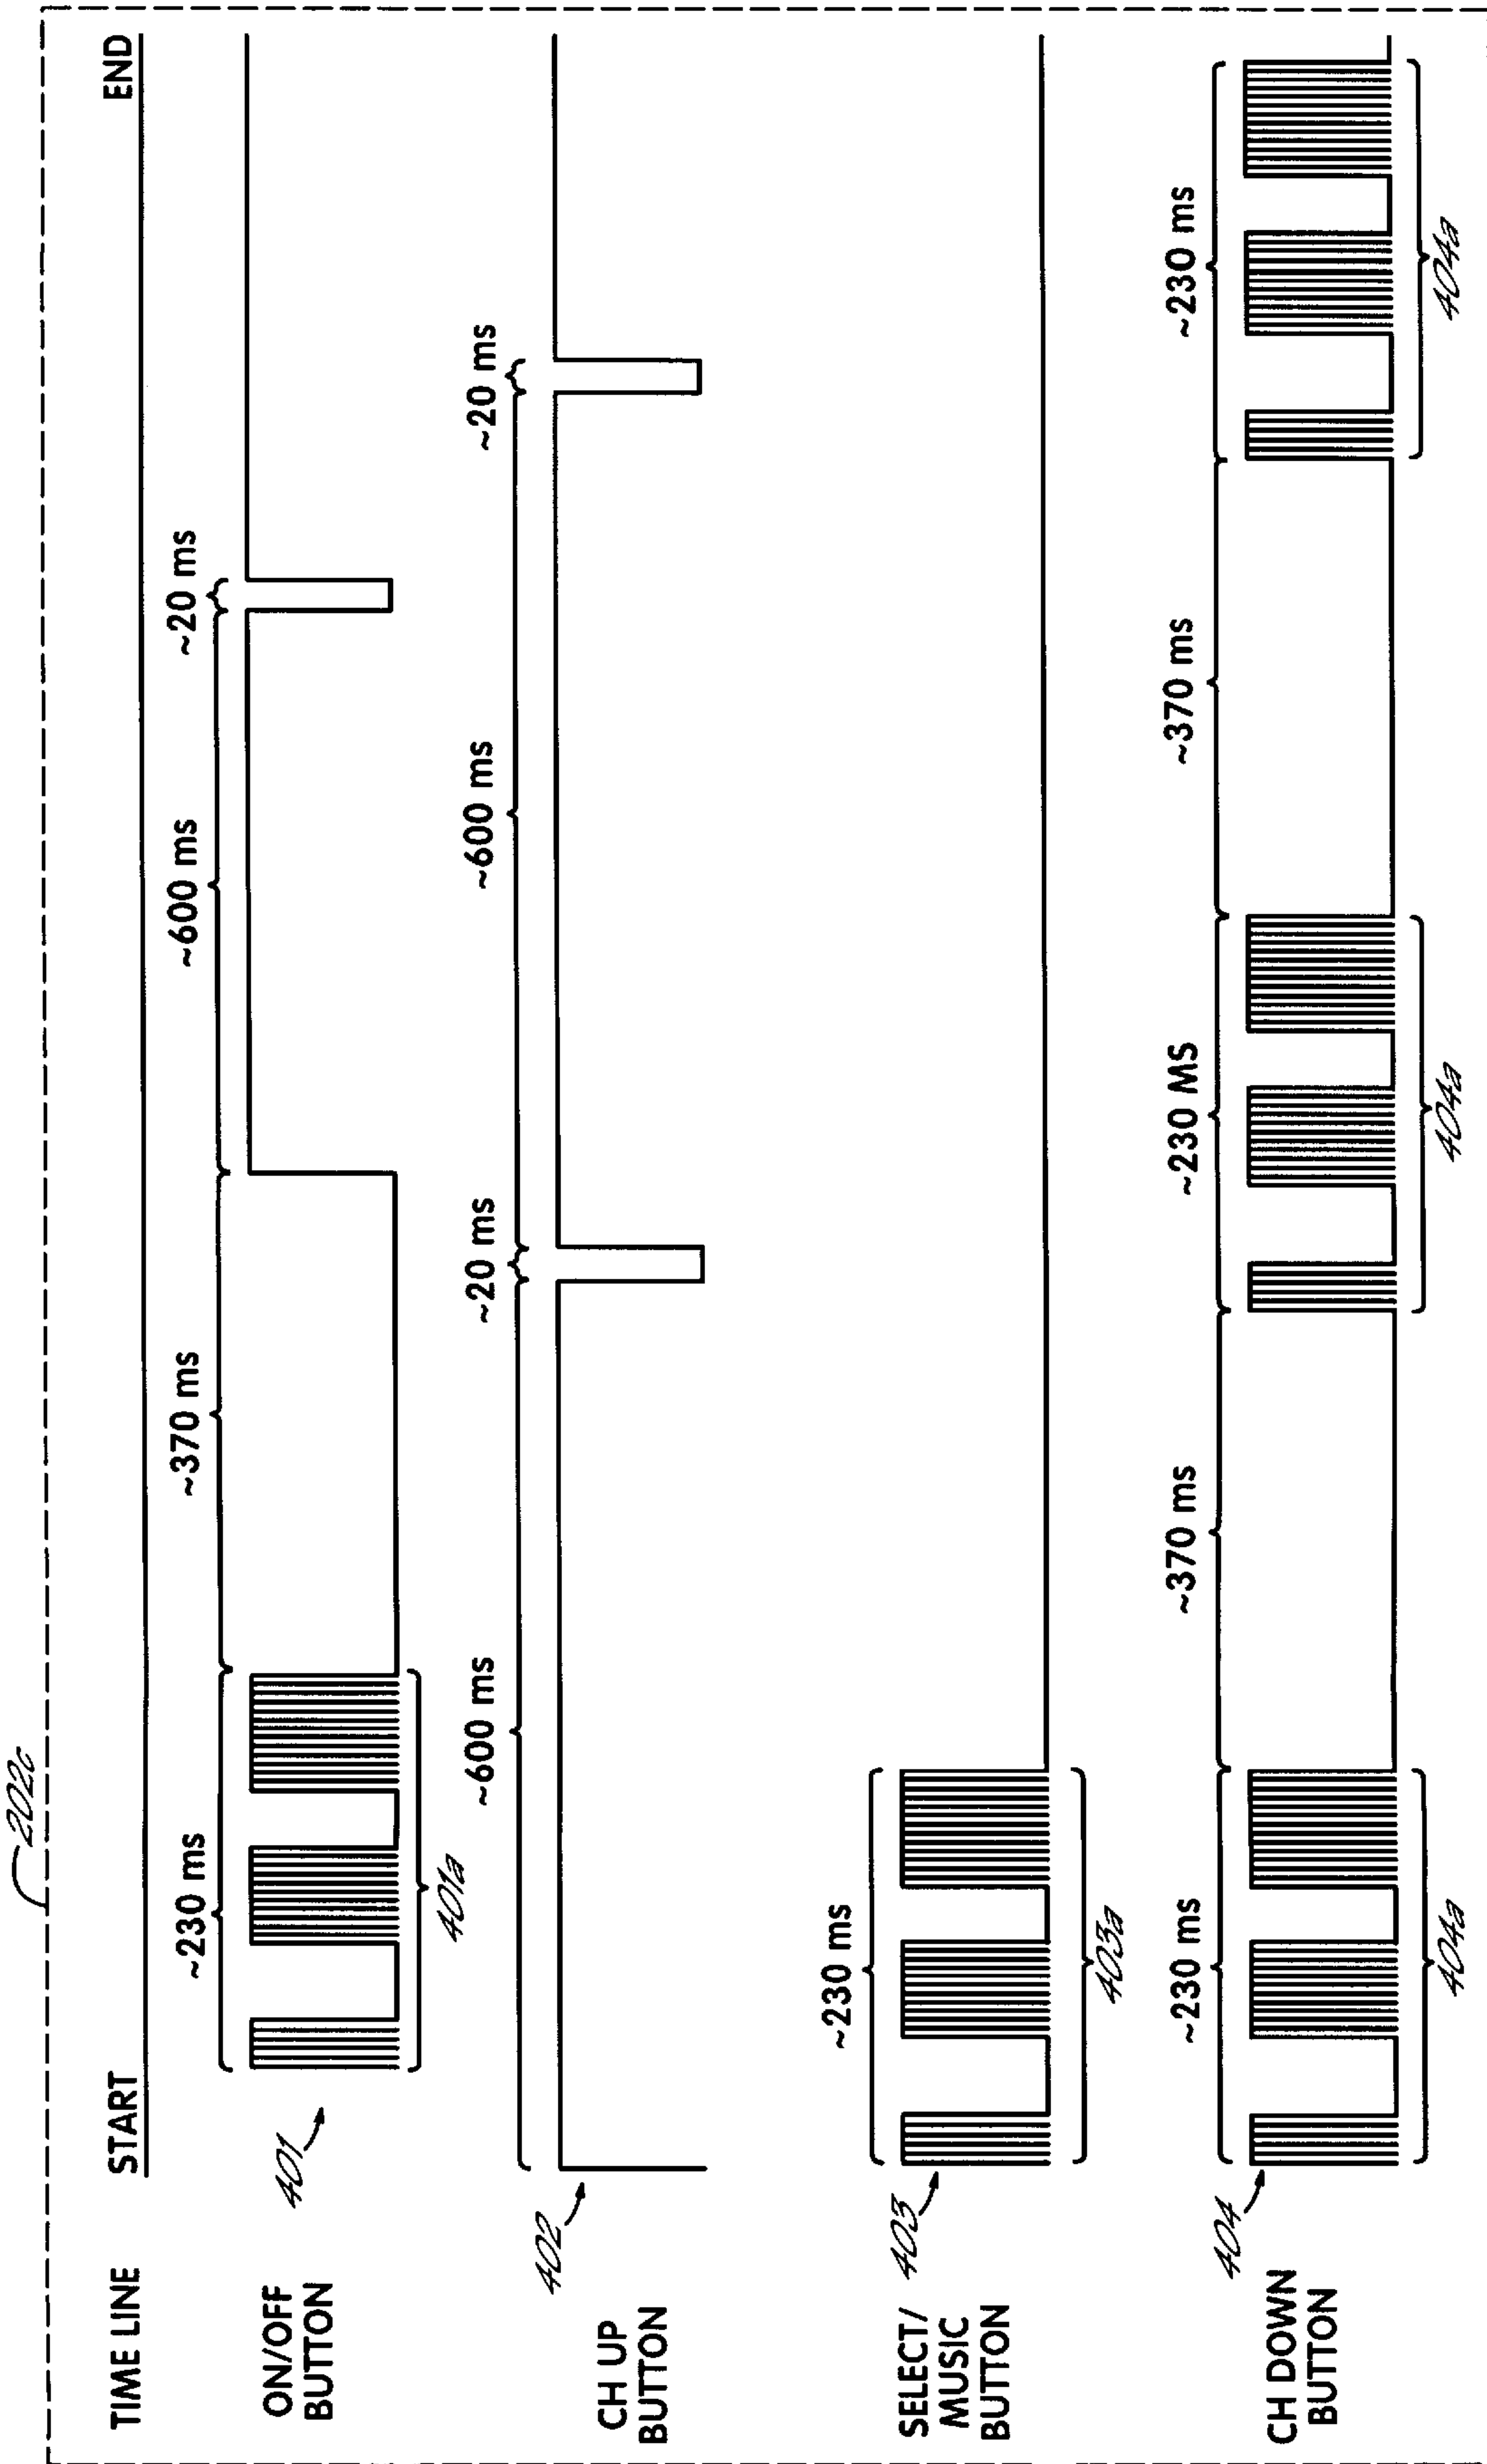 202c
TIME LINE
START
END
ON/OFF
BUTTON
401
~230 ms
~370 ms
~600 ms
~20 ms
401a
CH UP
BUTTON
402
~600 ms
~20 ms
~600 ms
~20 ms
SELECT/
MUSIC
BUTTON
403
~230 ms
403a
CH DOWN
BUTTON
404
~230 ms
~370 ms
~230 MS
~370 ms
~230 ms
404a
404a
404a